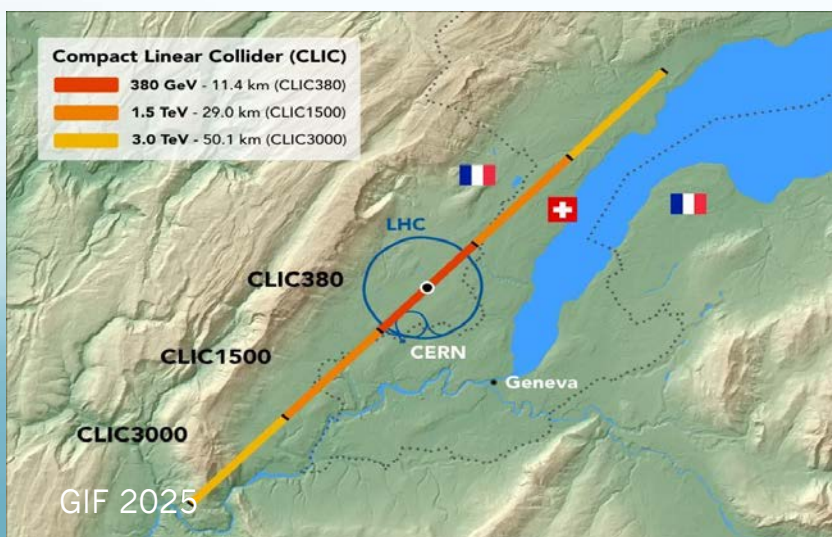 Compact Linear Collider (CLIC)
380 GeV - 11.4 km (CLIC380)
1.5 TeV - 29.0 km (CLIC1500)
3.0 TeV - 50.1 km (CLIC3000)
LHC
CLIC380
CLIC1500
CERN
Geneva
CLIC3000
GIF 2025